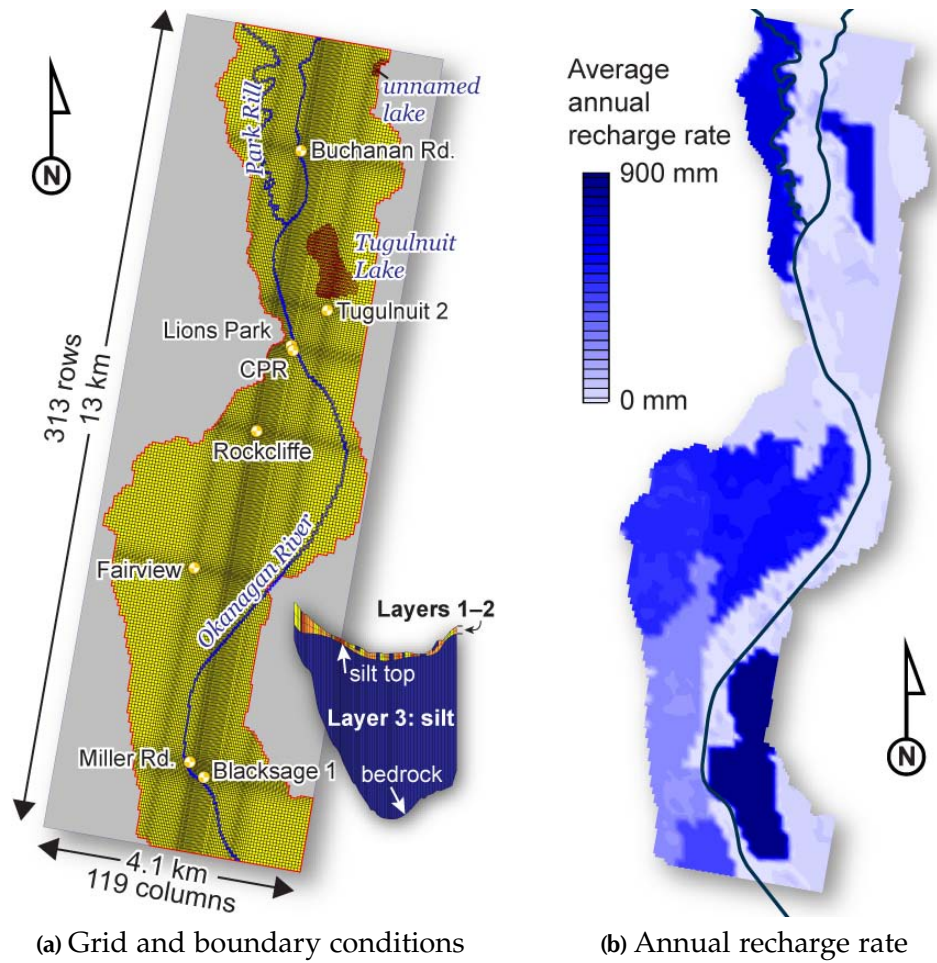 313 rows
13 km
N
Park Rill
unnamed
lake
Buchanan Rd.
Tugulnuit
Lake
Tugulnuit 2
Lions Park
CPR
Rockcliffe
Fairview
Okanagan River
Layers 1–2
silt top
Layer 3: silt
bedrock
Miller Rd.
Blacksage 1
4.1 km
119 columns
(a) Grid and boundary conditions
Average
annual
recharge rate
900 mm
0 mm
N
(b) Annual recharge rate